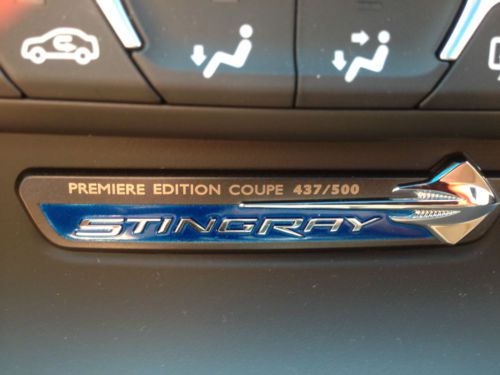 PREMIERE EDITION COUPE 437/500
STINGRAY